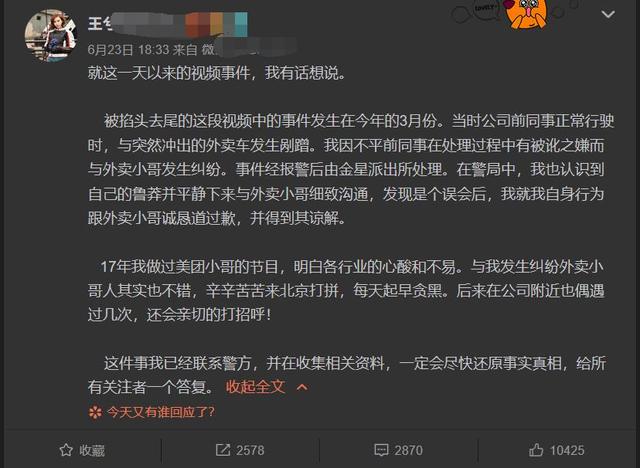 王
6月23日 18:33 来自 微
就这一天以来的视频事件，我有话想说。
被掐头去尾的这段视频中的事件发生在今年的3月份。当时公司前同事正常行驶
时，与突然冲出的外卖车发生剐蹭。我因不平前同事在处理过程中有被讹之嫌而
与外卖小哥发生纠纷。事件经报警后由金星派出所处理。在警局中，我也认识到
自己的鲁莽并平静下来与外卖小哥细致沟通，发现是个误会后，我就我自身行为
跟外卖小哥诚恳道过歉，并得到其谅解。
17年我做过美团小哥的节目，明白各行业的心酸和不易。与我发生纠纷外卖小
哥人其实也不错，辛辛苦苦来北京打拼，每天起早贪黑。后来在公司附近也偶遇
过几次，还会亲切的打招呼！
这件事我已经联系警方，并在收集相关资料，一定会尽快还原事实真相，给所
有关注者一个答复。 收起全文
今天又有谁回应了？
收藏 2578 2870 10425